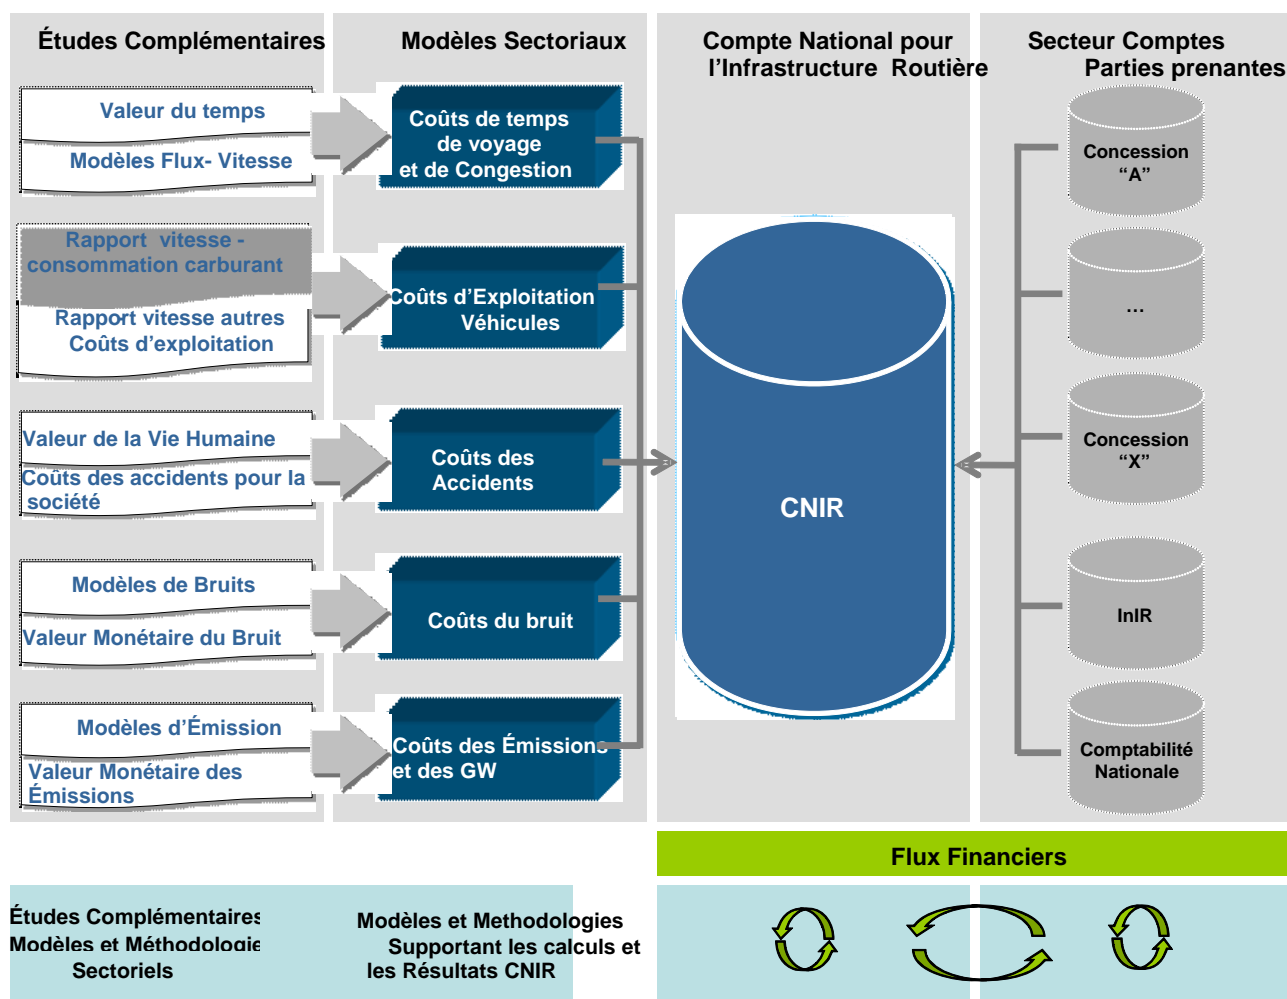 Études Complémentaires
Modèles Sectoriaux
Compte National pour
l'Infrastructure Routière
Secteur Comptes
Parties prenantes
Valeur du temps
Modèles Flux- Vitesse
Coûts de temps
de voyage
et de Congestion
Concession
“A”
Rapport vitesse -
consommation carburant
Rapport vitesse autres
Coûts d'exploitation
Coûts d'Exploitation
Véhicules
…
Valeur de la Vie Humaine
Coûts des accidents pour la
société
Coûts des
Accidents
CNIR
Concession
“X”
Modèles de Bruits
Valeur Monétaire du Bruit
Coûts du bruit
InIR
Modèles d'Émission
Valeur Monétaire des
Émissions
Coûts des Émissions
et des GW
Comptabilité
Nationale
Flux Financiers
Études Complémentaires
Modèles et Méthodologie
Sectoriels
Modèles et Methodologies
Supportant les calculs et
les Résultats CNIR